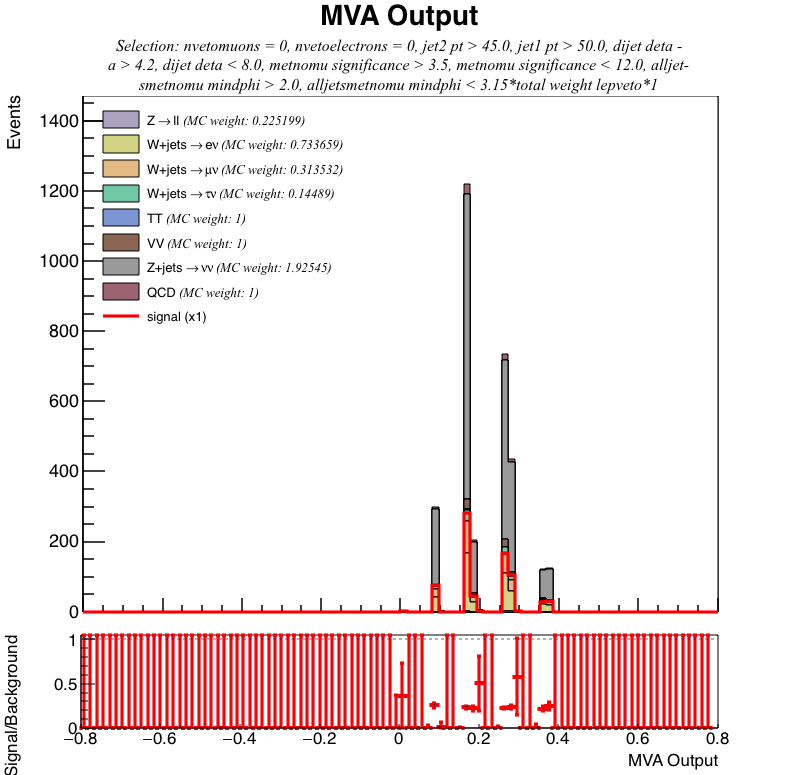 MVA Output
Selection: nvetomuons = 0, nvetoelectrons = 0, jet2 pt > 45.0, jet1 pt > 50.0, dijet deta -
a > 4.2, dijet deta < 8.0, metnomu significance > 3.5, metnomu significance < 12.0, alljet-
smetnomu mindphi > 2.0, alljetsmetnomu mindphi < 3.15*total weight lepveto*1
Events
1400
1200
1000
800
600
400
200
0
Z→ll (MC weight: 0.225199)
W+jets→eν (MC weight: 0.733659)
W+jets→μν (MC weight: 0.313532)
W+jets→τν (MC weight: 0.14489)
TT (MC weight: 1)
VV (MC weight: 1)
Z+jets→νν (MC weight: 1.92545)
QCD (MC weight: 1)
signal (x1)
Signal/Background
1
0.5
0
−0.8 −0.6 −0.4 −0.2 0 0.2 0.4 0.6 0.8
MVA Output